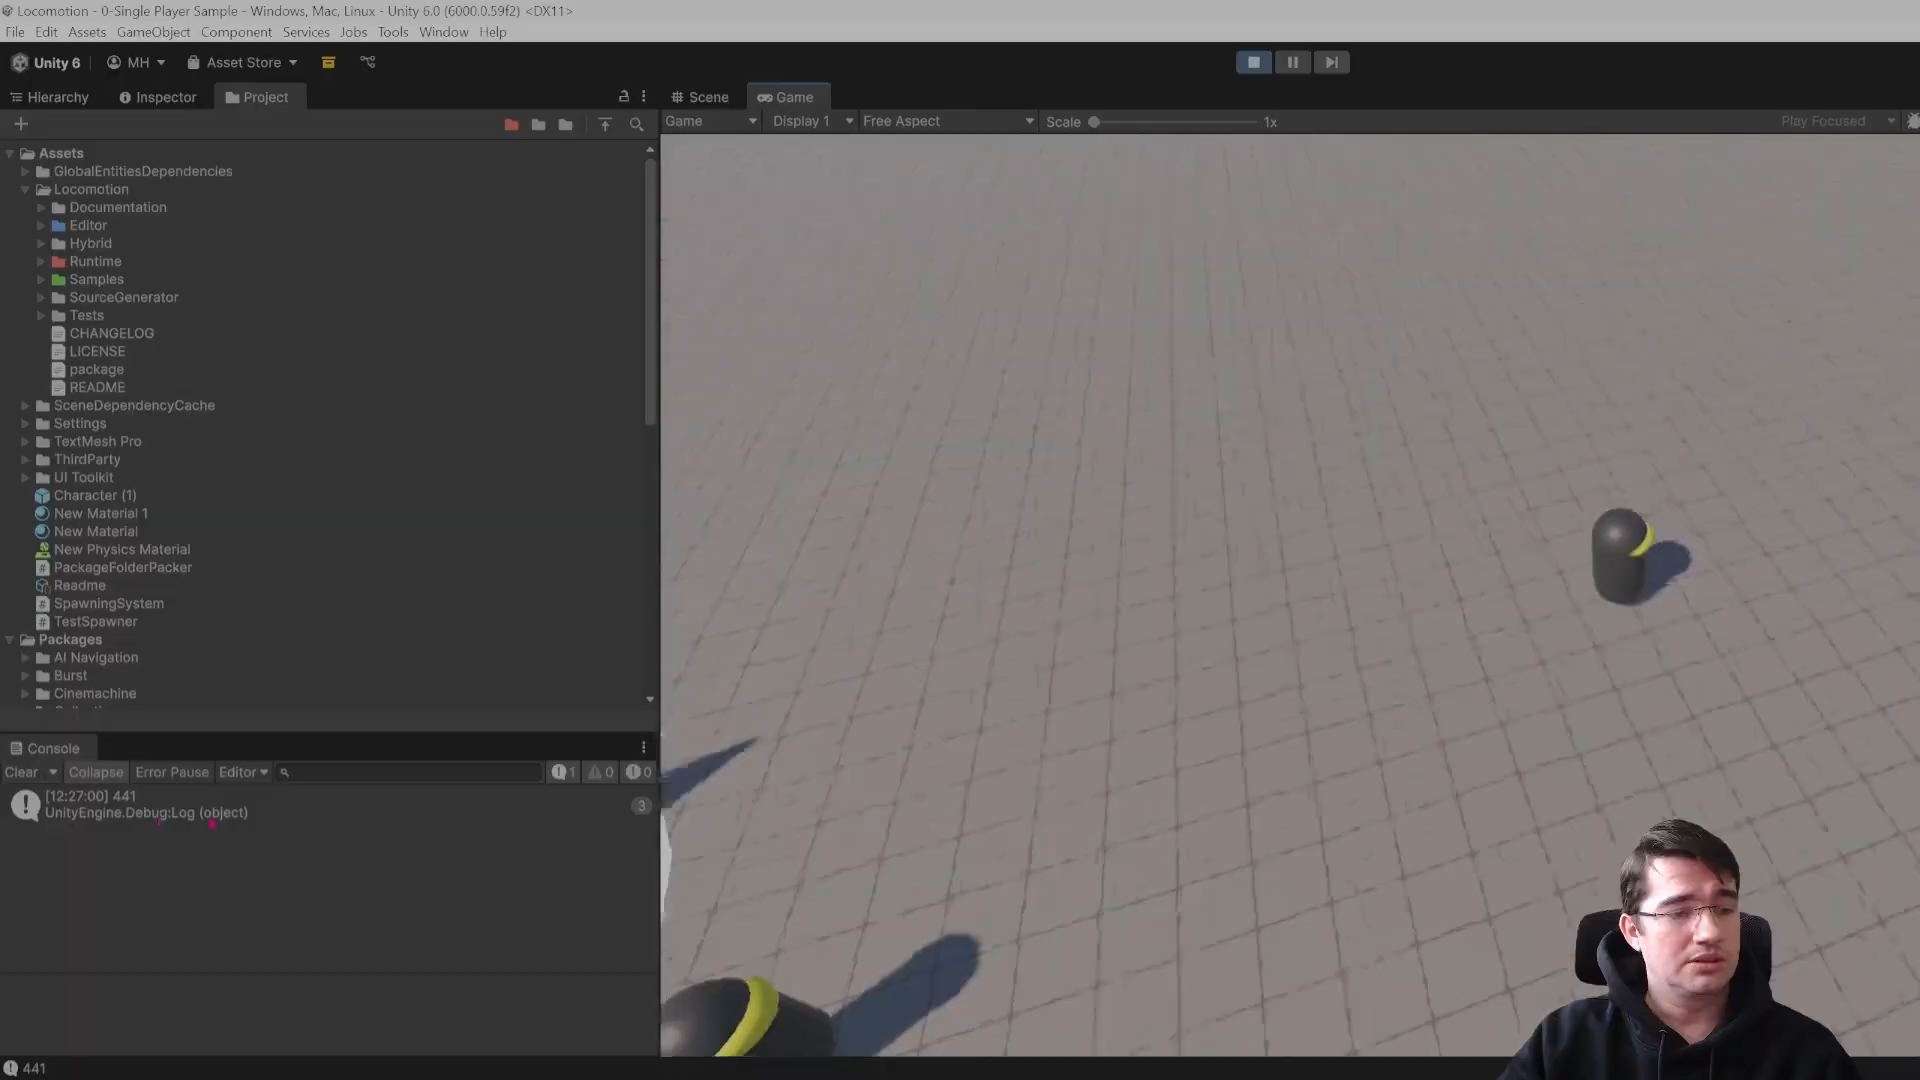 Locomotion - 0-Single Player Sample - Windows, Mac, Linux - Unity 6.0 (6000.0.59f2) <DX11>
File Edit Assets GameObject Component Services Jobs Tools Window Help
Unity 6 MH Asset Store
Hierarchy Inspector Project Scene Game
Game Display 1 Free Aspect Scale 1x Play Focused
Assets
GlobalEntitiesDependencies
Locomotion
Documentation
Editor
Hybrid
Runtime
Samples
SourceGenerator
Tests
CHANGELOG
LICENSE
package
README
SceneDependencyCache
Settings
TextMesh Pro
ThirdParty
UI Toolkit
Character (1)
New Material 1
New Material
New Physics Material
PackageFolderPacker
Readme
SpawningSystem
TestSpawner
Packages
AI Navigation
Burst
Cinemachine
Console
Clear Collapse Error Pause Editor 1 0 0
[12:27:00] 441
UnityEngine.Debug:Log (object)
3
441